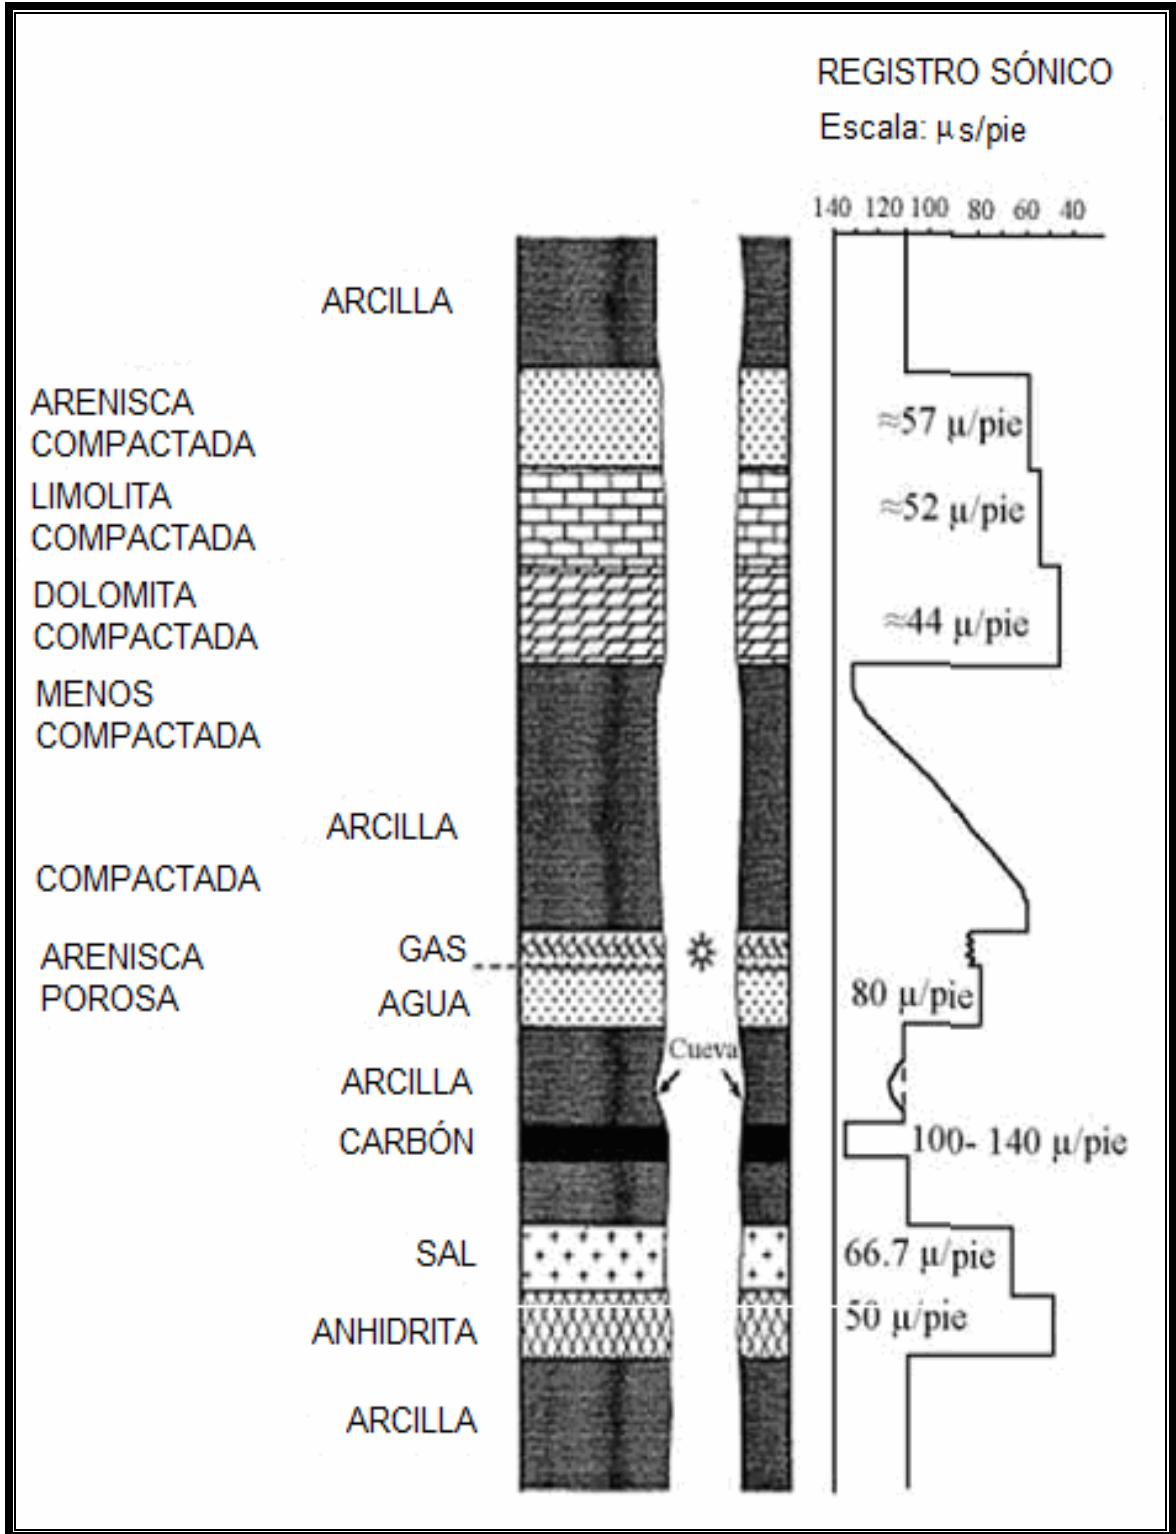 REGISTRO SÓNICO
Escala: μs/pie
140 120 100 80 60 40
ARCILLA
ARENISCA
COMPACTADA
≈57 μ/pie
LIMOLITA
COMPACTADA
≈52 μ/pie
DOLOMITA
COMPACTADA
≈44 μ/pie
MENOS
COMPACTADA
ARCILLA
COMPACTADA
ARENISCA
POROSA
GAS
AGUA
80 μ/pie
Cueva
ARCILLA
CARBÓN
100- 140 μ/pie
SAL
66.7 μ/pie
ANHIDRITA
50 μ/pie
ARCILLA